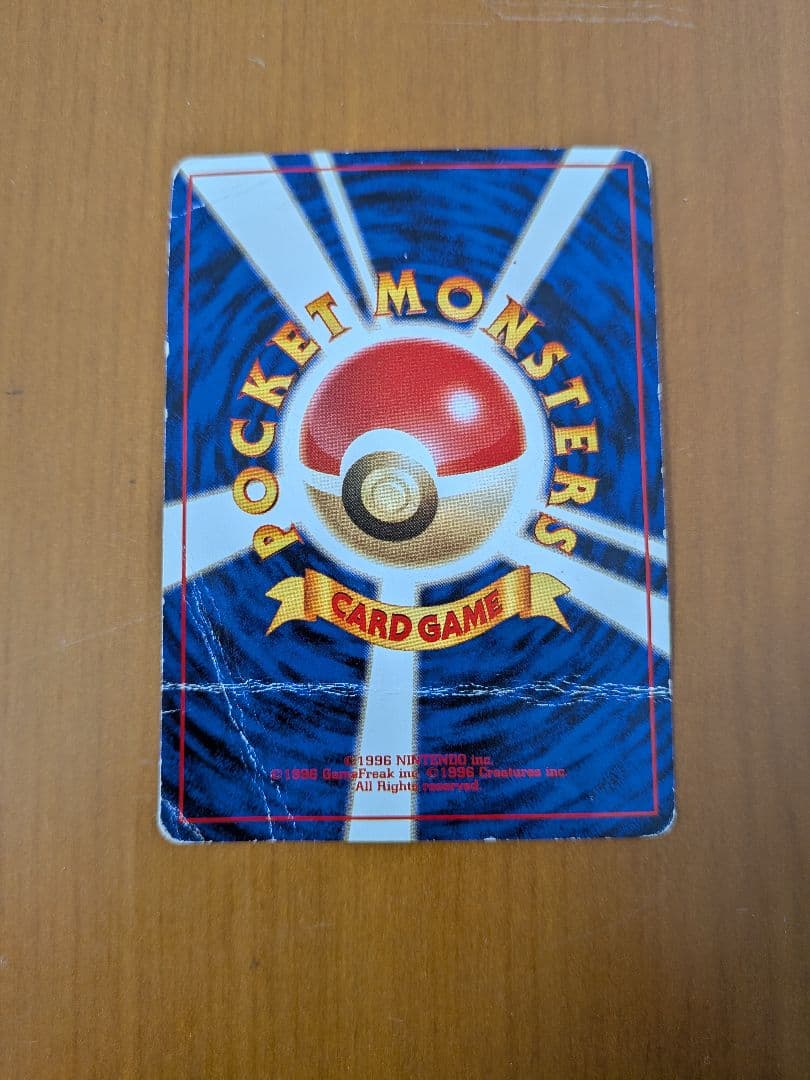 POCKET MONSTERS
CARD GAME
©1996 NINTENDO inc.
©1996 GameFreak inc ©1996 Creatures inc.
All Rights reserved.